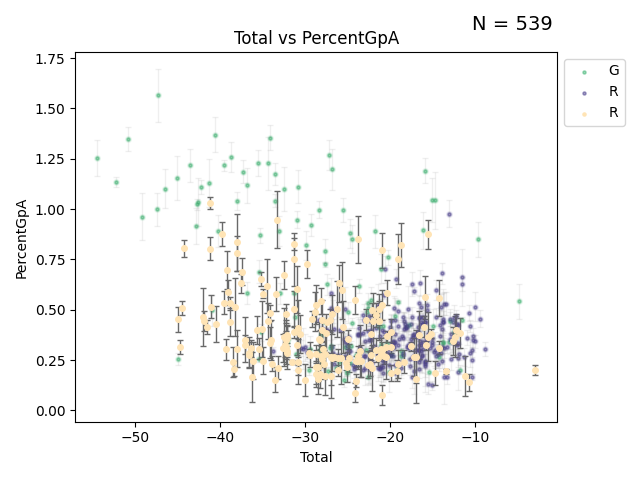 N = 539
Total vs PercentGpA
G
R
R
1.75
1.50
1.25
1.00
0.75
0.50
0.25
0.00
PercentGpA
−50
−40
−30
−20
−10
Total